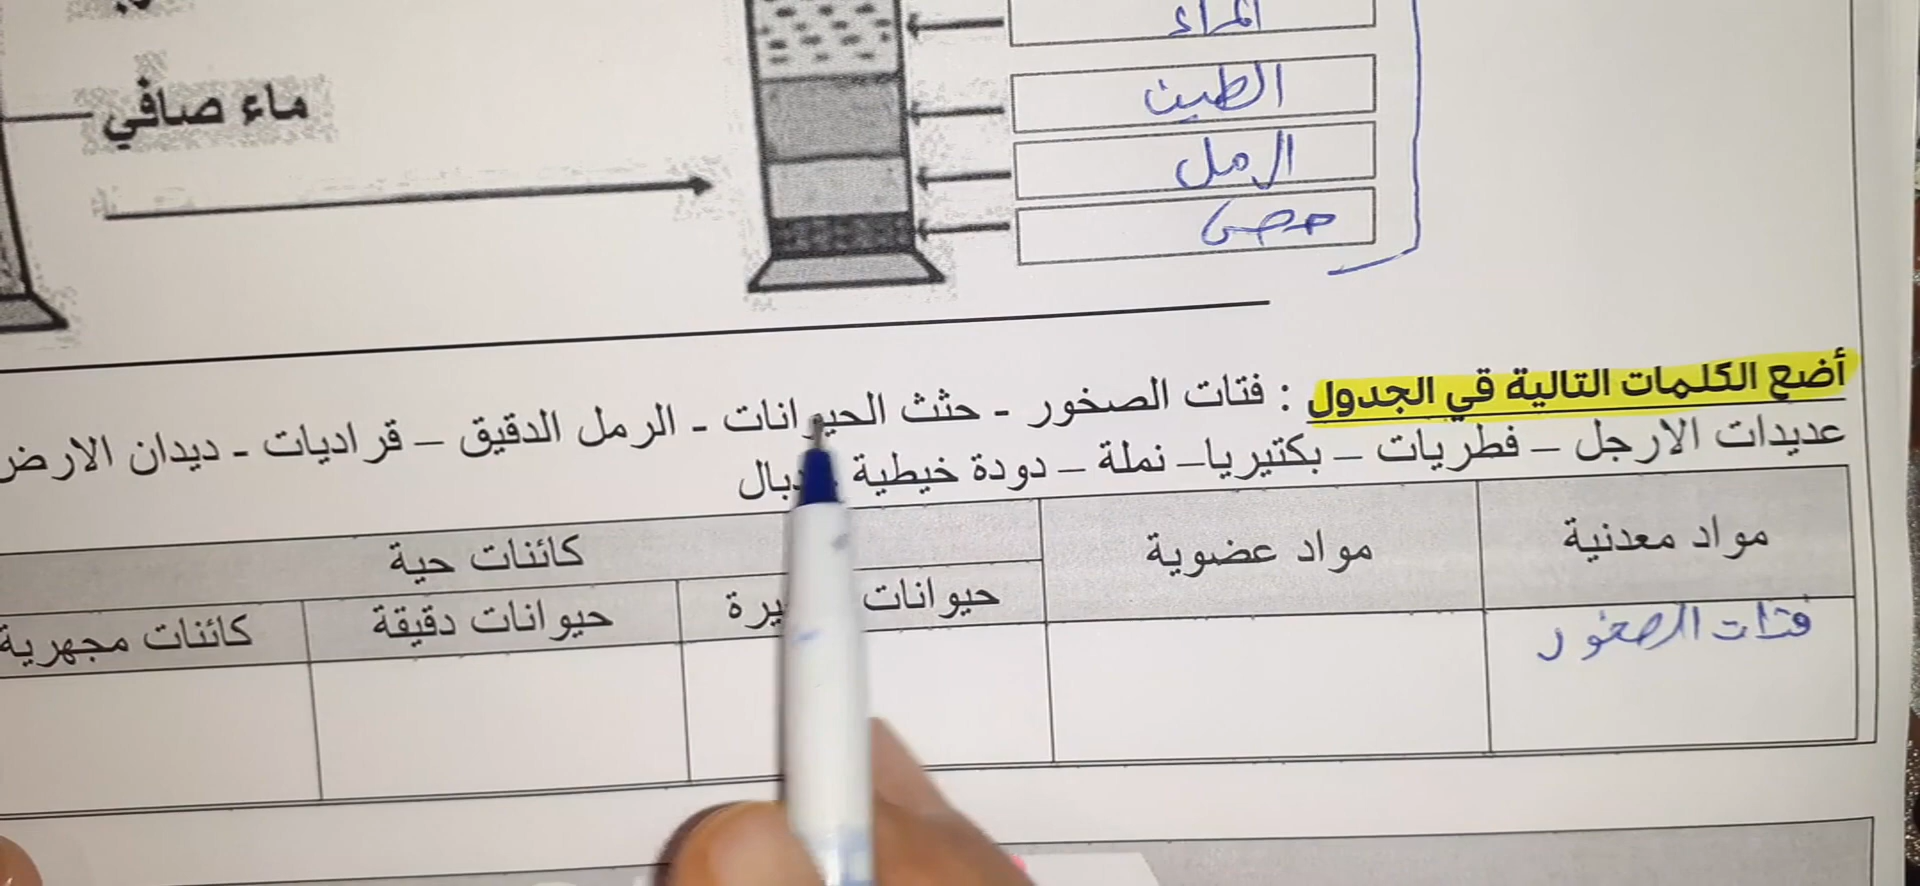 الماء
ماء صافي
الطين
الرمل
حصى
أضع الكلمات التالية في الجدول : فتات الصخور - حثث الحيوانات - الرمل الدقيق – قراديات - ديدان الارض
عديدات الارجل – فطريات – بكتيريا– نملة – دودة خيطية
مواد معدنية
مواد عضوية
كائنات حية
حيوانات
حيوانات دقيقة
كائنات مجهرية
فتات الصخور